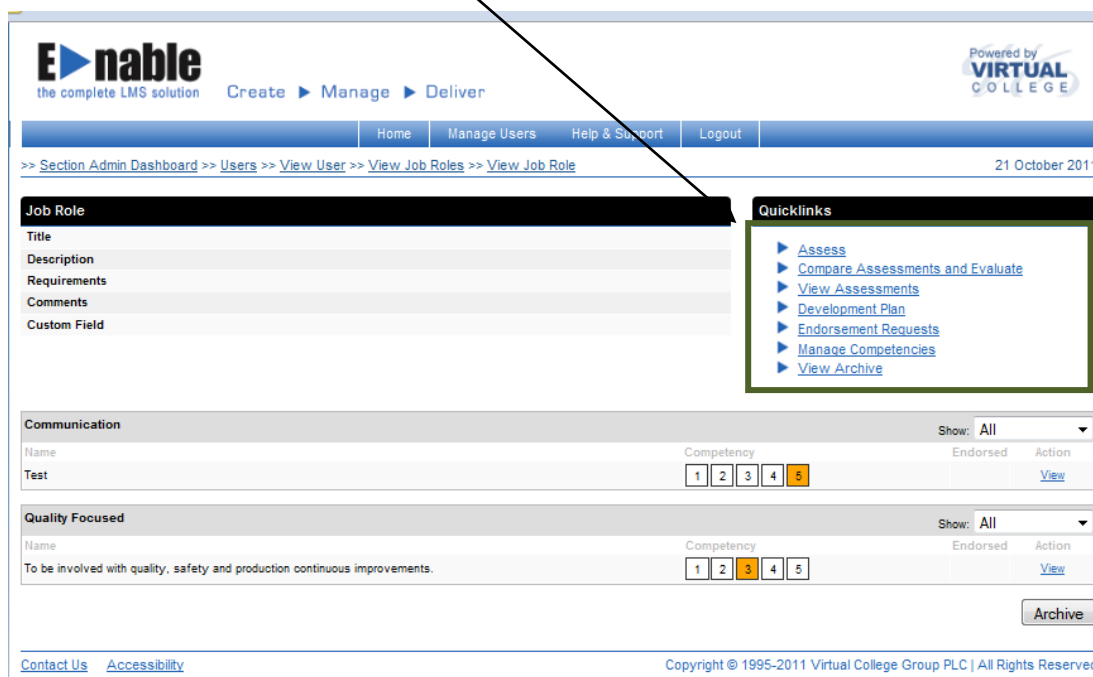 E nable
the complete LMS solution
Create ▶ Manage ▶ Deliver
Powered by
VIRTUAL
COLLEGE
Home Manage Users Help & Support Logout
>> Section Admin Dashboard >> Users >> View User >> View Job Roles >> View Job Role
21 October 2011
Job Role
Title
Description
Requirements
Comments
Custom Field
Quicklinks
Assess
Compare Assessments and Evaluate
View Assessments
Development Plan
Endorsement Requests
Manage Competencies
View Archive
Communication Show: All
Name Competency Endorsed Action
Test 1 2 3 4 5 View
Quality Focused Show: All
Name Competency Endorsed Action
To be involved with quality, safety and production continuous improvements. 1 2 3 4 5 View
Archive
Contact Us Accessibility
Copyright © 1995-2011 Virtual College Group PLC | All Rights Reserved